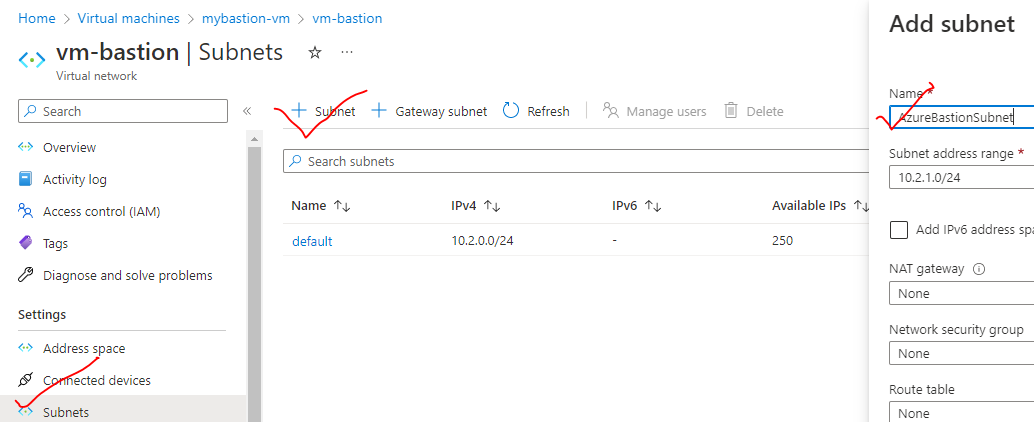 Home > Virtual machines > mybastion-vm > vm-bastion
vm-bastion | Subnets ☆ ...
Virtual network
Search «
Overview
Activity log
Access control (IAM)
Tags
Diagnose and solve problems
Settings
Address space
Connected devices
Subnets
+ Subnet + Gateway subnet Refresh Manage users Delete
Search subnets
Name ↑↓ IPv4 ↑↓ IPv6 ↑↓ Available IPs ↑↓
default 10.2.0.0/24 - 250
Add subnet
Name *
AzureBastionSubnet
Subnet address range *
10.2.1.0/24
Add IPv6 address spa
NAT gateway
None
Network security group
None
Route table
None